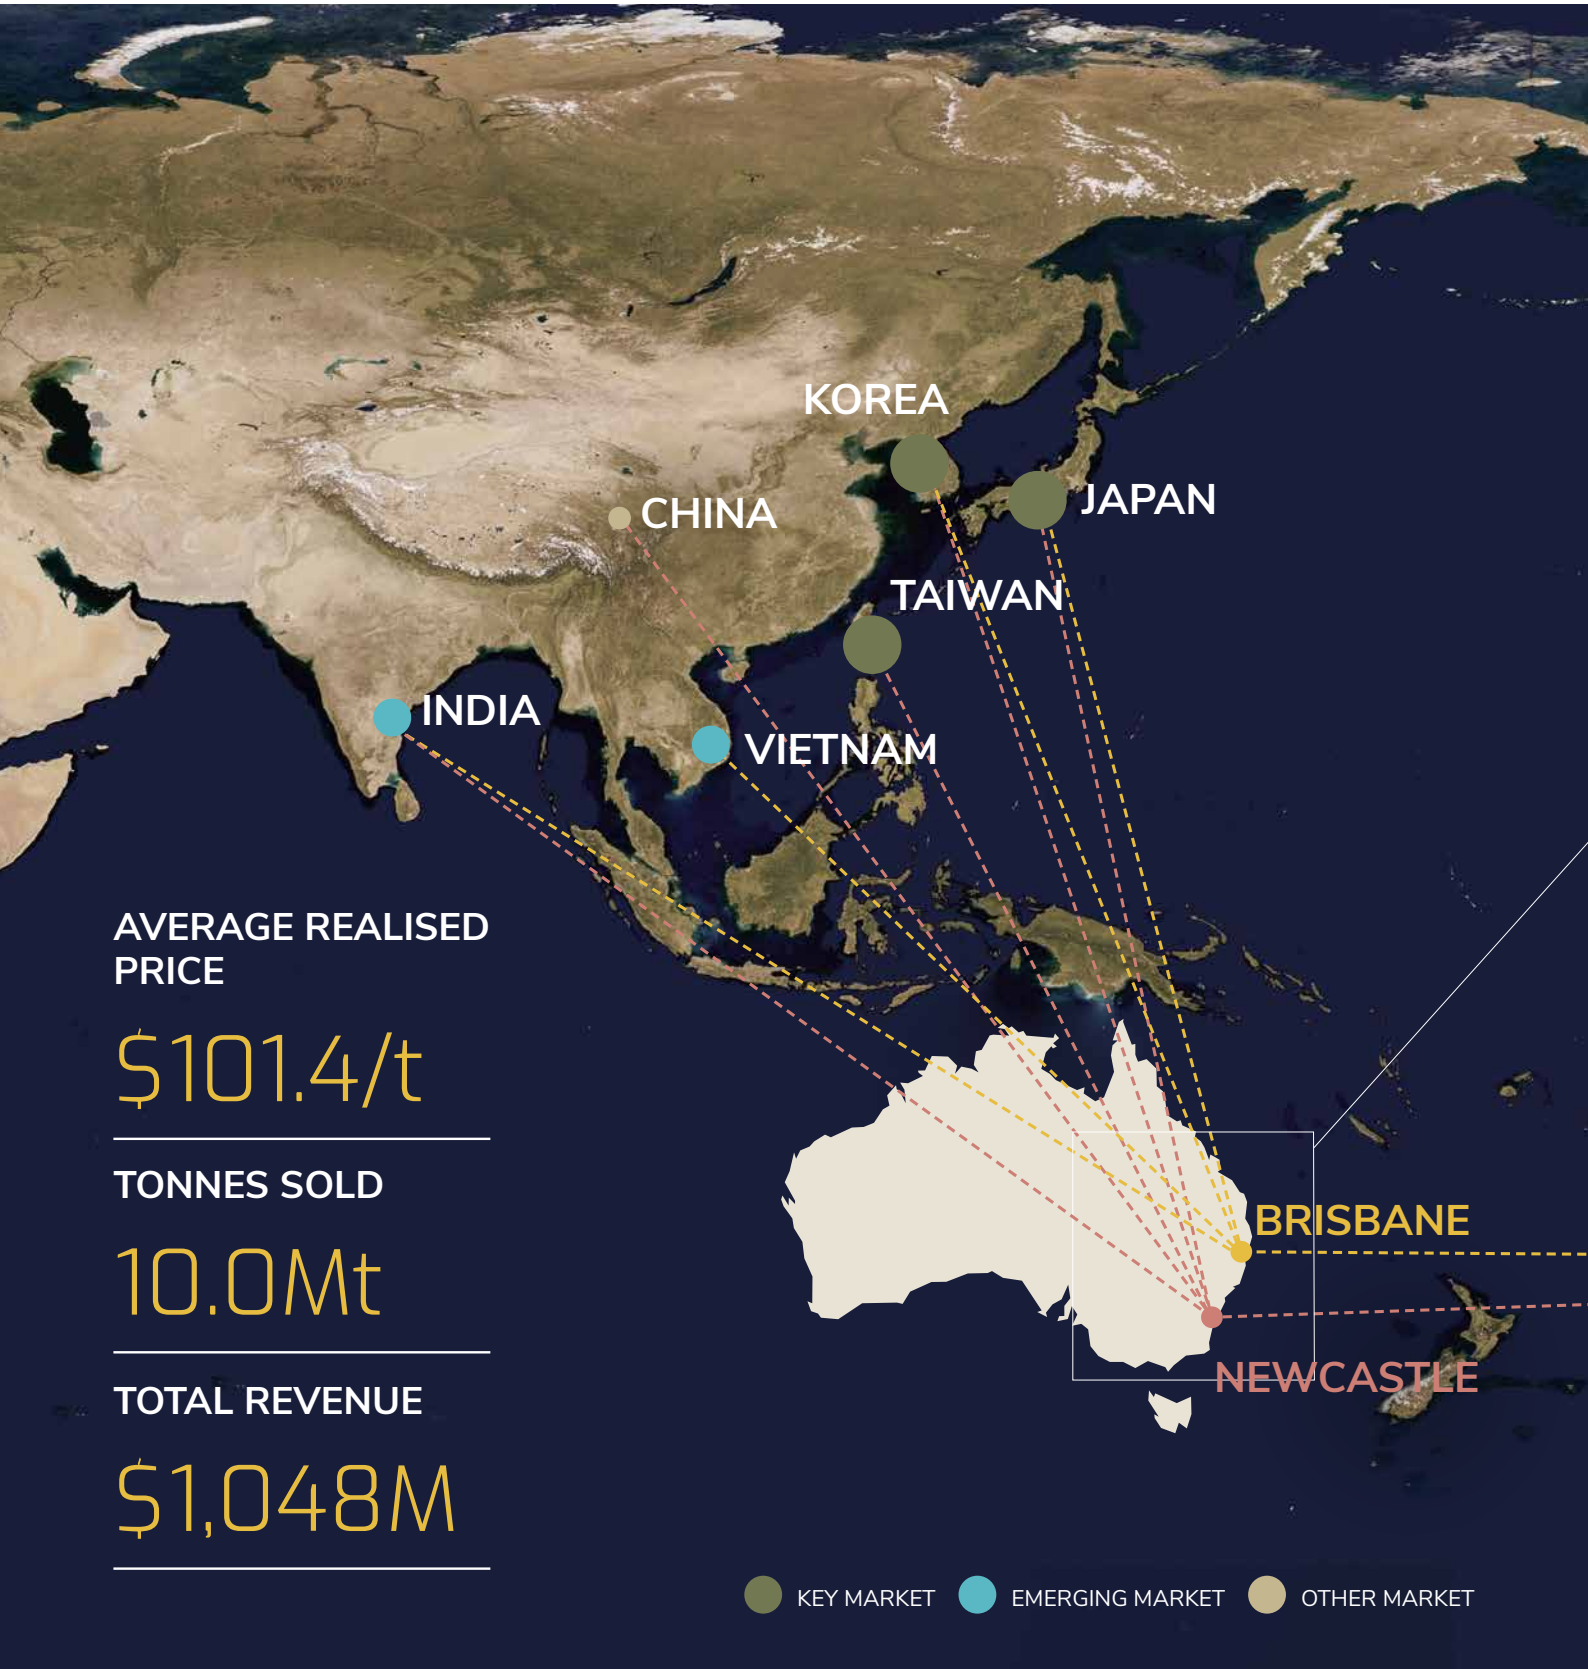 KOREA
JAPAN
CHINA
TAIWAN
INDIA
VIETNAM
AVERAGE REALISED
PRICE
$101.4/t
TONNES SOLD
10.0Mt
BRISBANE
NEWCASTLE
TOTAL REVENUE
$1,048M
KEY MARKET
EMERGING MARKET
OTHER MARKET